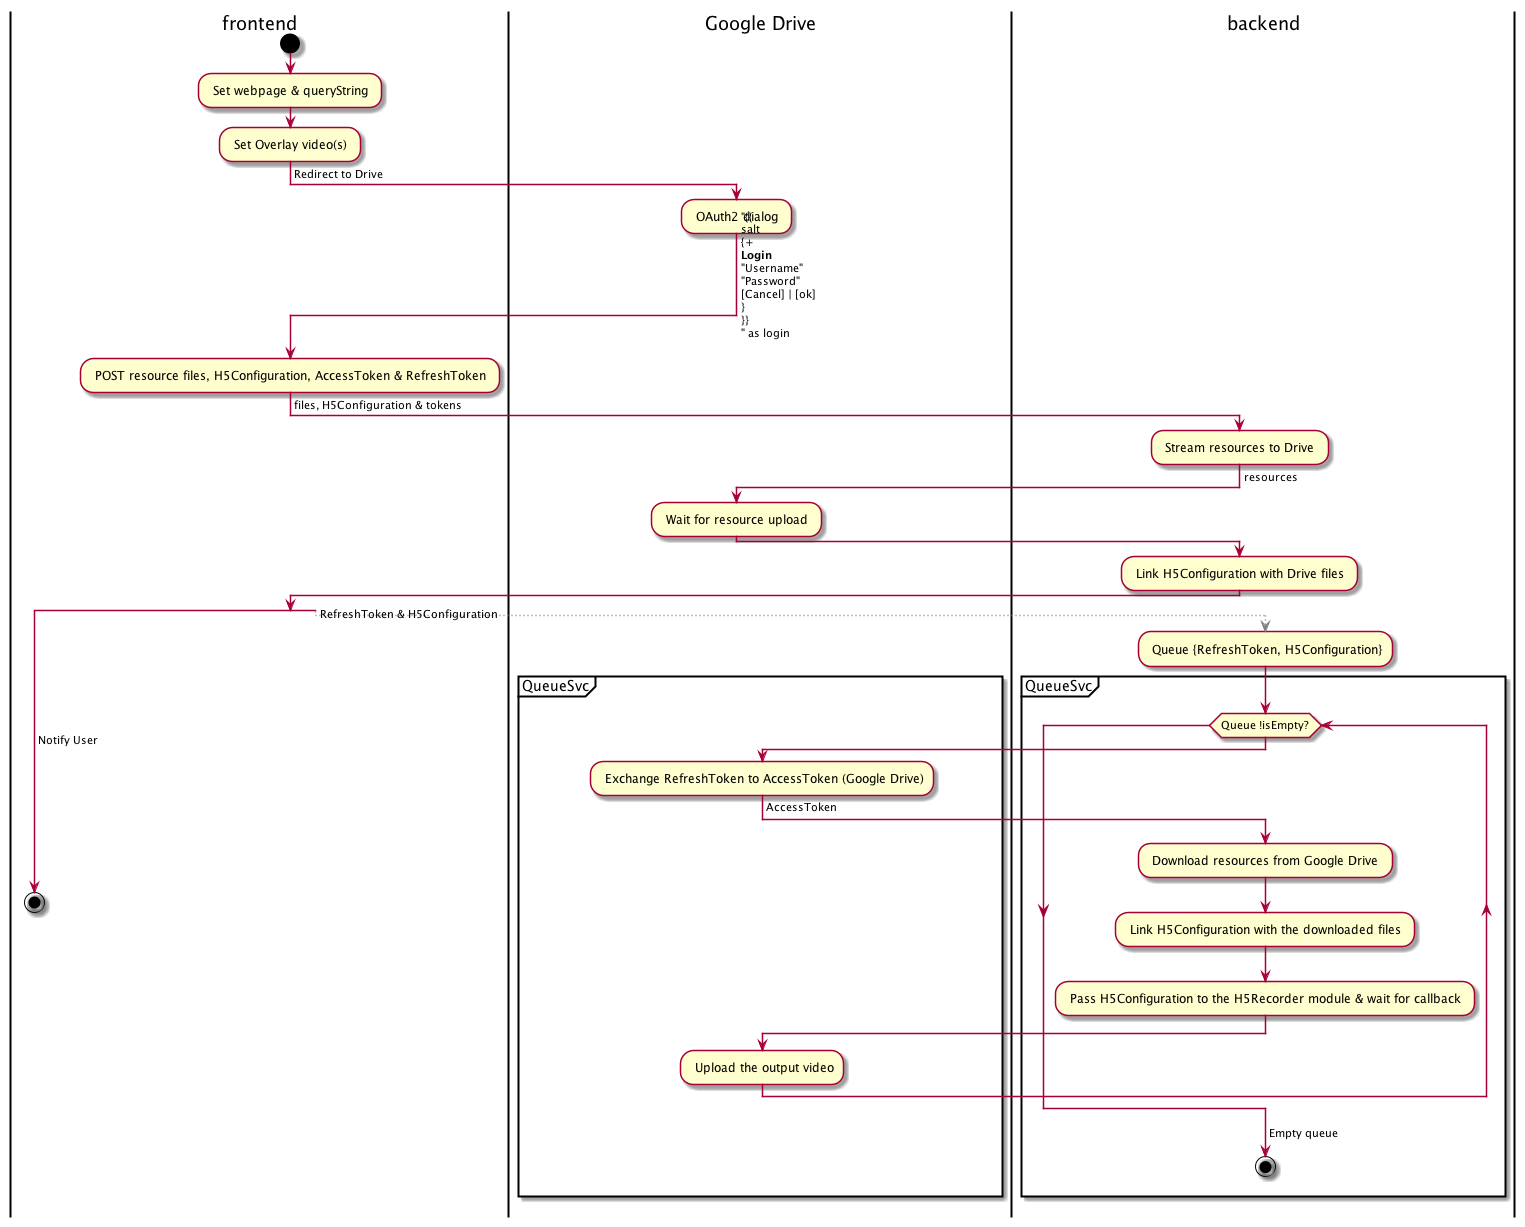 frontend
Google Drive
backend
Set webpage & queryString
Set Overlay video(s)
Redirect to Drive
OAuth2 dialog
"{{
salt
{+
Login
"Username"
"Password"
[Cancel] | [ok]
}
}}
" as login
POST resource files, H5Configuration, AccessToken & RefreshToken
files, H5Configuration & tokens
Stream resources to Drive
resources
Wait for resource upload
Link H5Configuration with Drive files
RefreshToken & H5Configuration
Queue {RefreshToken, H5Configuration}
QueueSvc
QueueSvc
Queue !isEmpty?
Notify User
Exchange RefreshToken to AccessToken (Google Drive)
AccessToken
Download resources from Google Drive
Link H5Configuration with the downloaded files
Pass H5Configuration to the H5Recorder module & wait for callback
Upload the output video
Empty queue